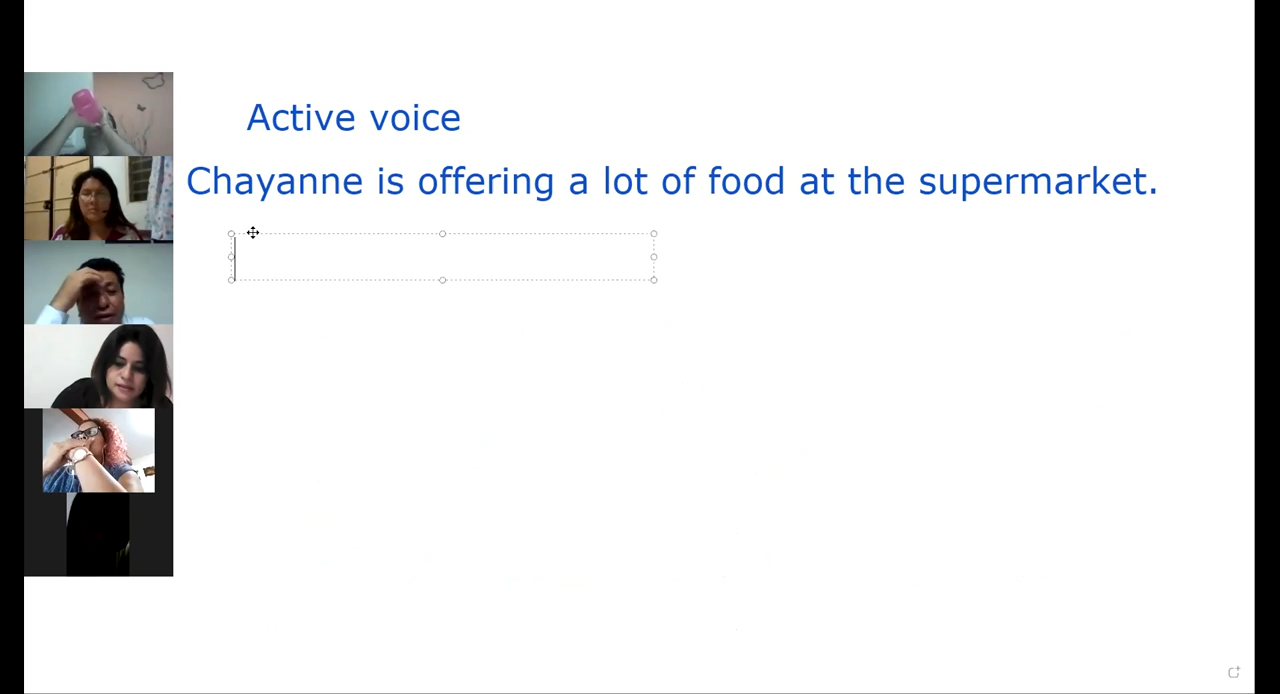 Active voice
Chayanne is offering a lot of food at the supermarket.